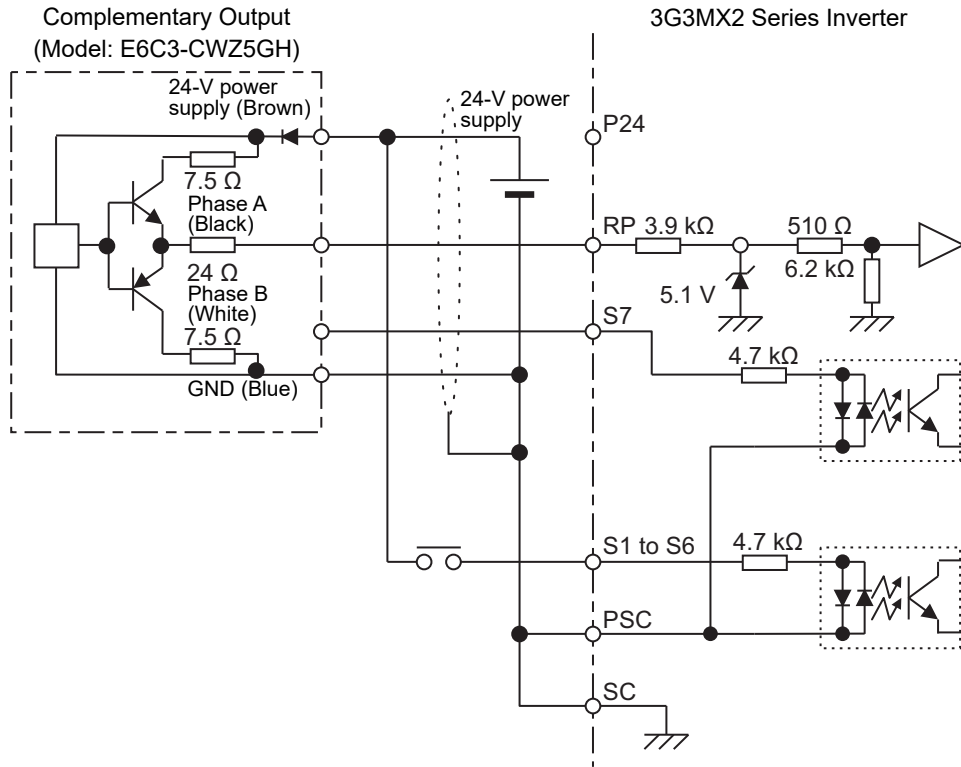 Complementary Output
(Model: E6C3-CWZ5GH)
3G3MX2 Series Inverter
24-V power
supply (Brown)
24-V power
supply
P24
7.5 Ω
Phase A
(Black)
RP
3.9 kΩ
510 Ω
6.2 kΩ
5.1 V
24 Ω
Phase B
(White)
S7
7.5 Ω
GND (Blue)
4.7 kΩ
S1 to S6
4.7 kΩ
PSC
SC